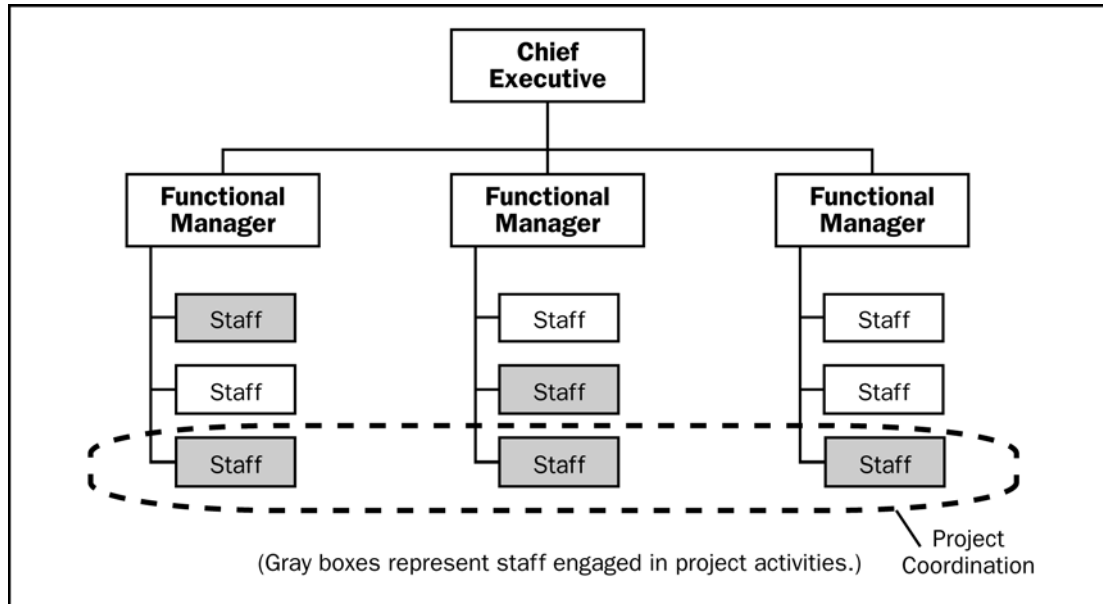 Chief
Executive
Functional
Manager
Functional
Manager
Functional
Manager
Staff
Staff
Staff
Staff
Staff
Staff
Staff
Staff
Staff
(Gray boxes represent staff engaged in project activities.)
Project
Coordination